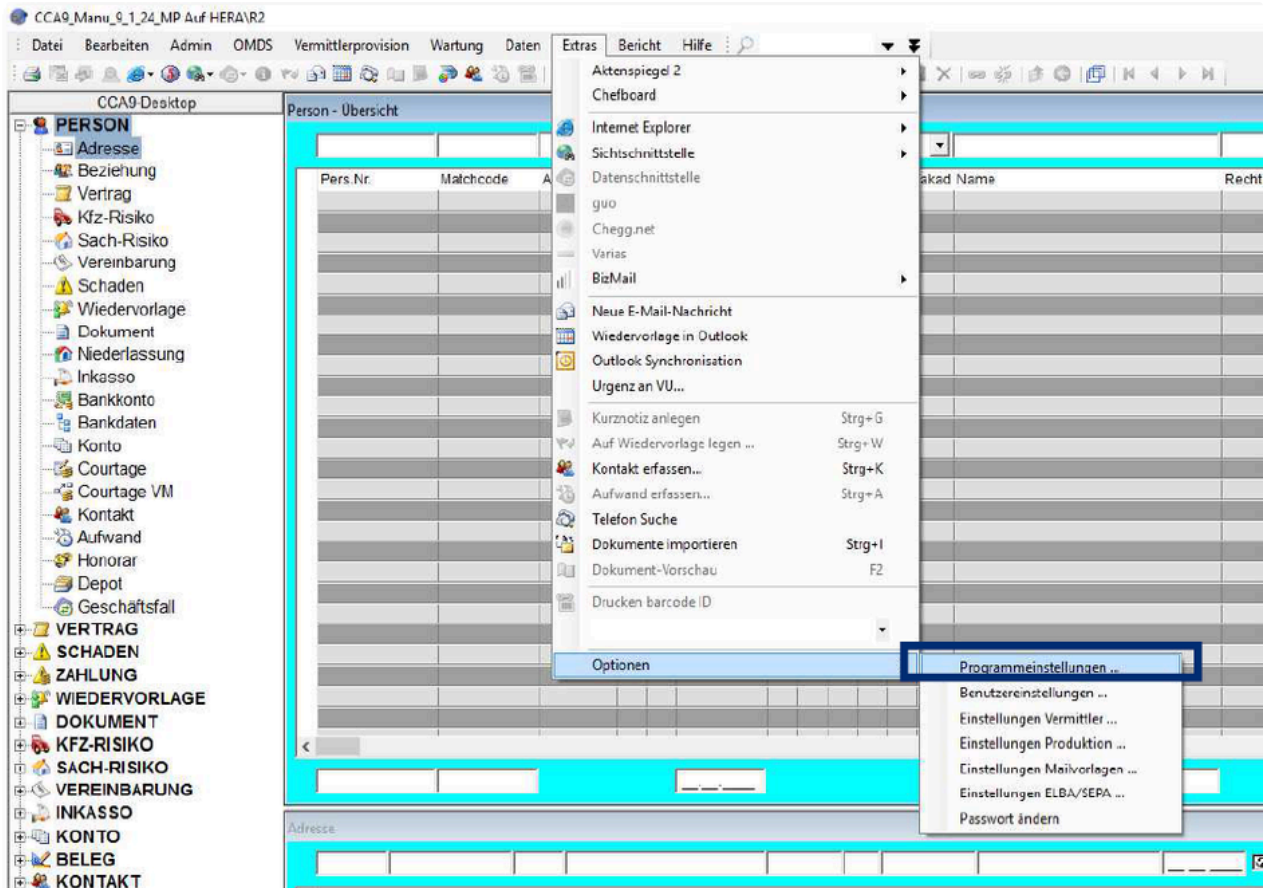 CCA9_Manu_9_1_24_MP Auf HERA\R2
Datei Bearbeiten Admin OMDS Vermittlerprovision Wartung Daten Extras Bericht Hilfe
CCA9-Desktop
PERSON
Adresse
Beziehung
Vertrag
Kfz-Risiko
Sach-Risiko
Vereinbarung
Schaden
Wiedervorlage
Dokument
Niederlassung
Inkasso
Bankkonto
Bankdaten
Konto
Courtage
Courtage VM
Kontakt
Aufwand
Honorar
Depot
Geschäftsfall
VERTRAG
SCHADEN
ZAHLUNG
WIEDERVORLAGE
DOKUMENT
KFZ-RISIKO
SACH-RISIKO
VEREINBARUNG
INKASSO
KONTO
BELEG
KONTAKT
Person - Übersicht
Pers.Nr. Matchcode A akad Name Recht
Aktenspiegel 2
Chefboard
Internet Explorer
Sichtschnittstelle
Datenschnittstelle
guo
Chegg.net
Varias
BizMail
Neue E-Mail-Nachricht
Wiedervorlage in Outlook
Outlook Synchronisation
Urgenz an VU...
Kurznotiz anlegen Strg+G
Auf Wiedervorlage legen ... Strg+W
Kontakt erfassen... Strg+K
Aufwand erfassen... Strg+A
Telefon Suche
Dokumente importieren Strg+I
Dokument-Vorschau F2
Drucken barcode ID
Optionen
Programmeinstellungen ...
Benutzereinstellungen ...
Einstellungen Vermittler ...
Einstellungen Produktion ...
Einstellungen Mailvorlagen ...
Einstellungen ELBA/SEPA ...
Passwort ändern
Adresse